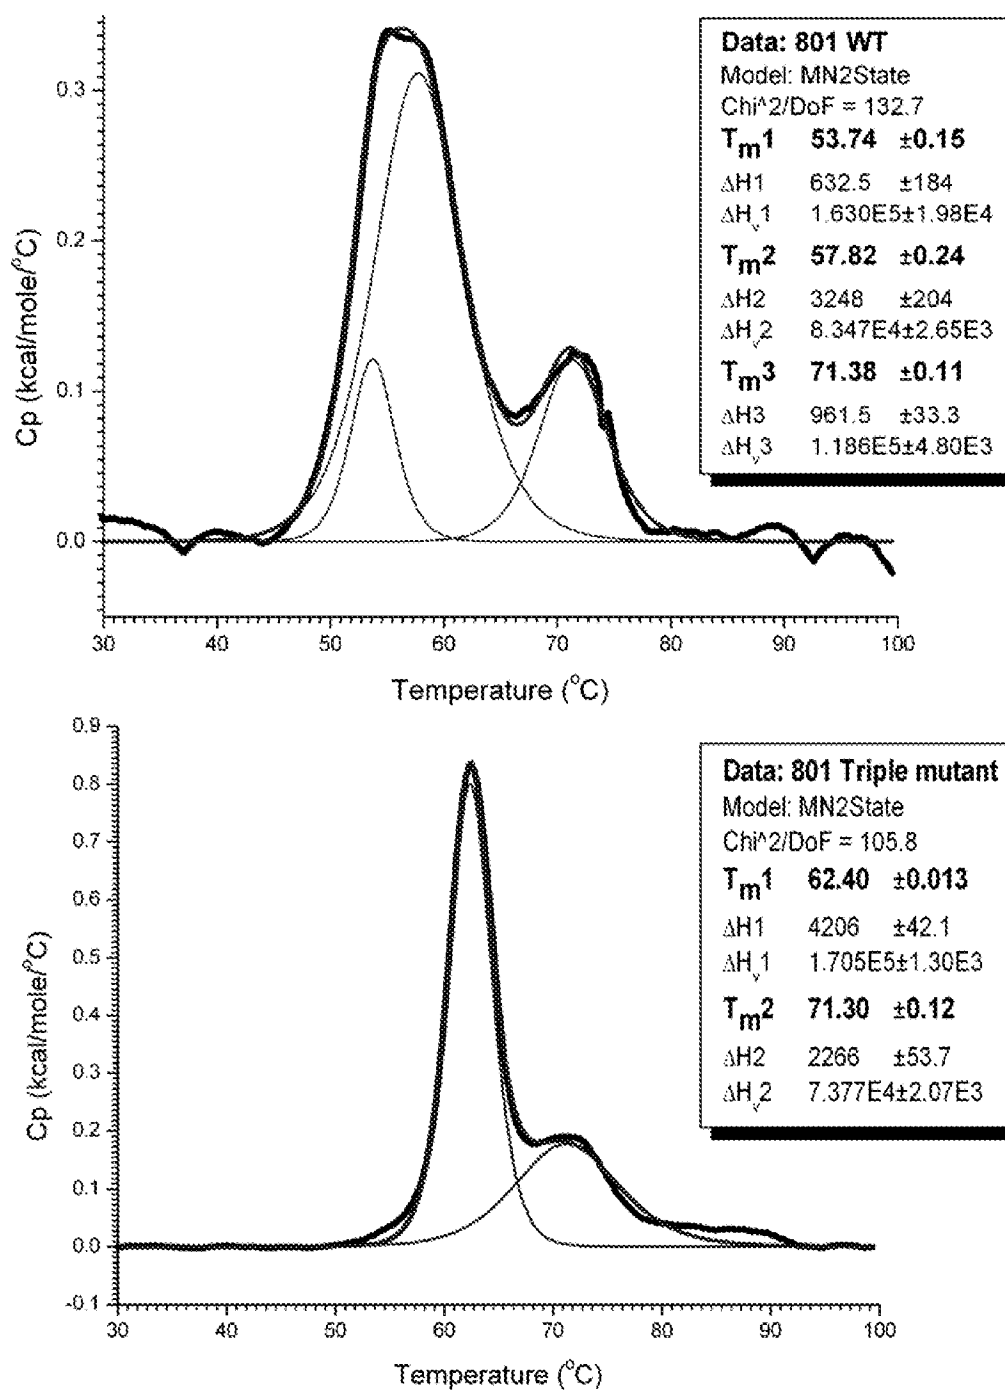 0.3
0.2
0.1
0.0
Cp (kcal/mole/°C)
30 40 50 60 70 80 90 100
Temperature (°C)
Data: 801 WT
Model: MN2State
Chi^2/DoF = 132.7
Tm1 53.74 ±0.15
ΔH1 632.5 ±184
ΔHv1 1.630E5±1.98E4
Tm2 57.82 ±0.24
ΔH2 3248 ±204
ΔHv2 8.347E4±2.65E3
Tm3 71.38 ±0.11
ΔH3 961.5 ±33.3
ΔHv3 1.186E5±4.80E3
0.9
0.8
0.7
0.6
0.5
0.4
0.3
0.2
0.1
0.0
-0.1
Cp (kcal/mole/°C)
30 40 50 60 70 80 90 100
Temperature (°C)
Data: 801 Triple mutant
Model: MN2State
Chi^2/DoF = 105.8
Tm1 62.40 ±0.013
ΔH1 4206 ±42.1
ΔHv1 1.705E5±1.30E3
Tm2 71.30 ±0.12
ΔH2 2266 ±53.7
ΔHv2 7.377E4±2.07E3